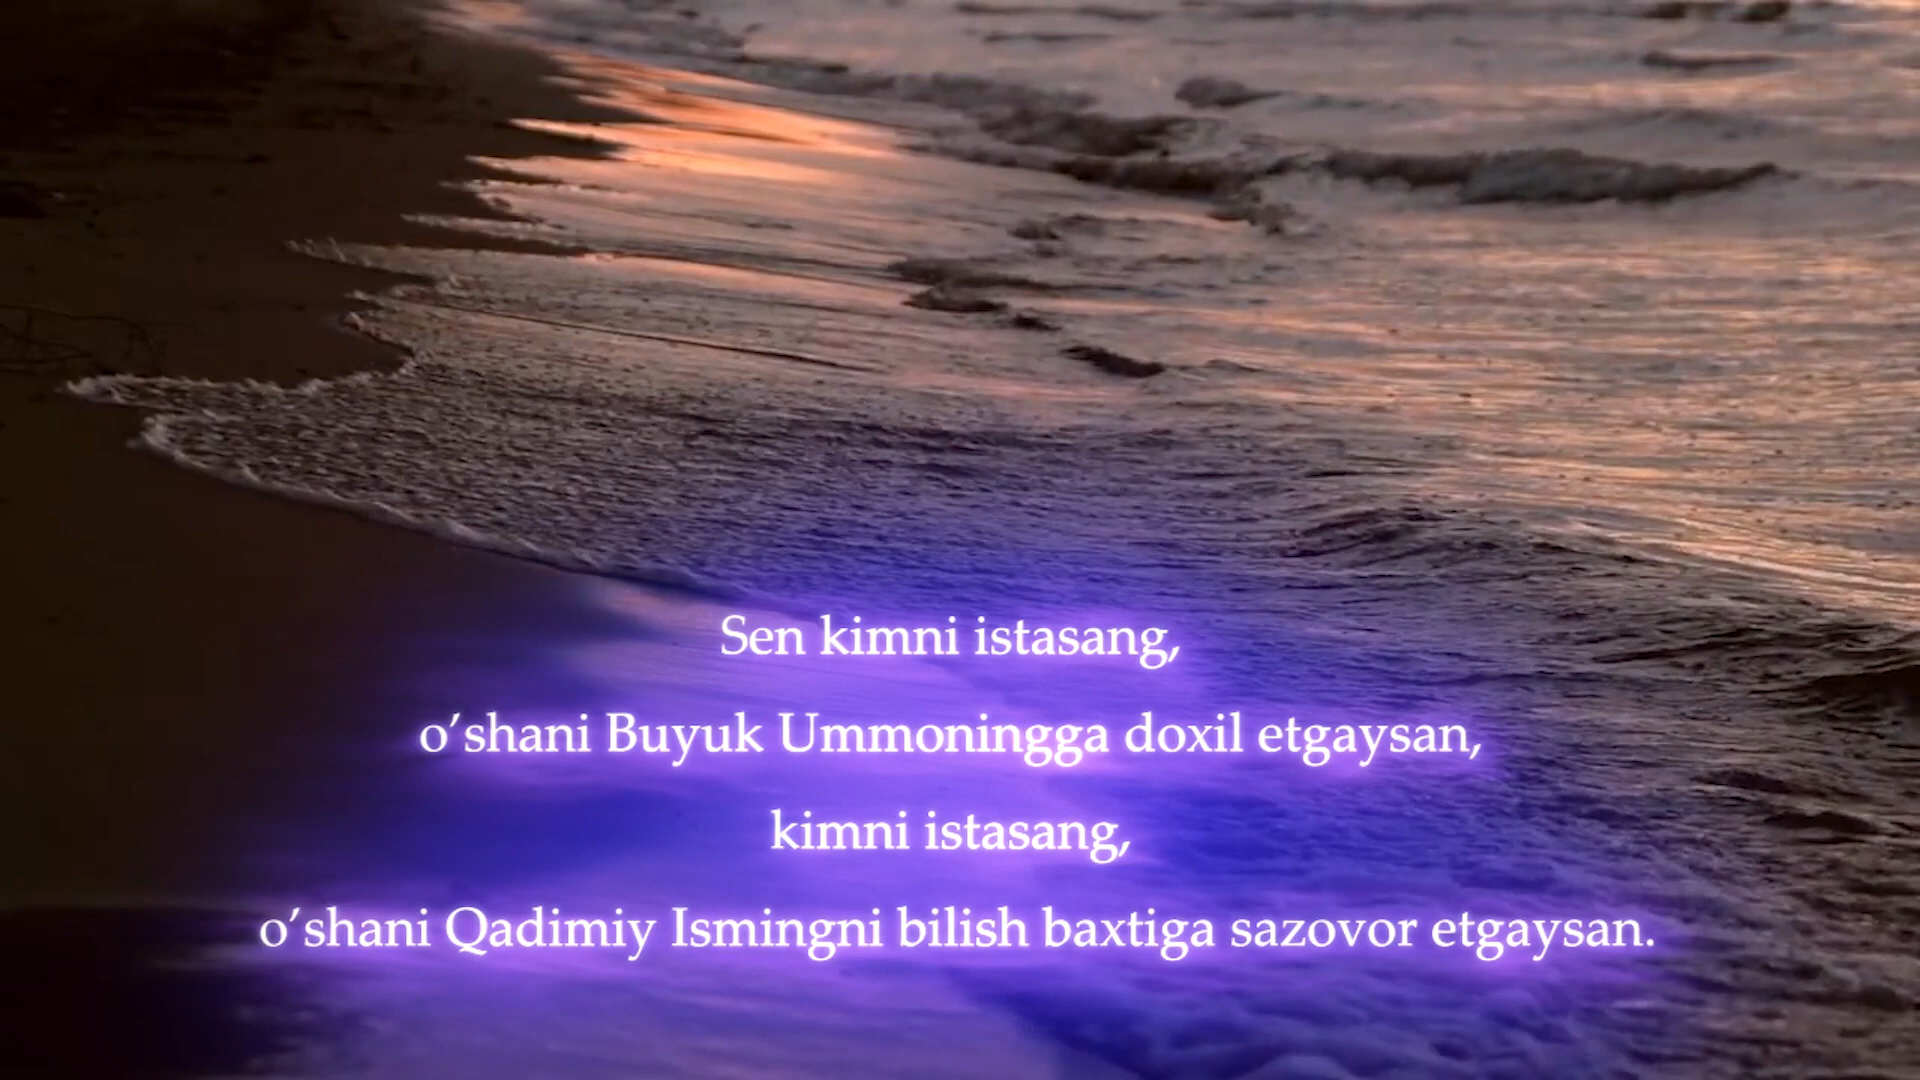 Sen kimni istasang,
o’shani Buyuk Ummoningga doxil etgaysan,
kimni istasang,
o’shani Qadimiy Ismingni bilish baxtiga sazovor etgaysan.